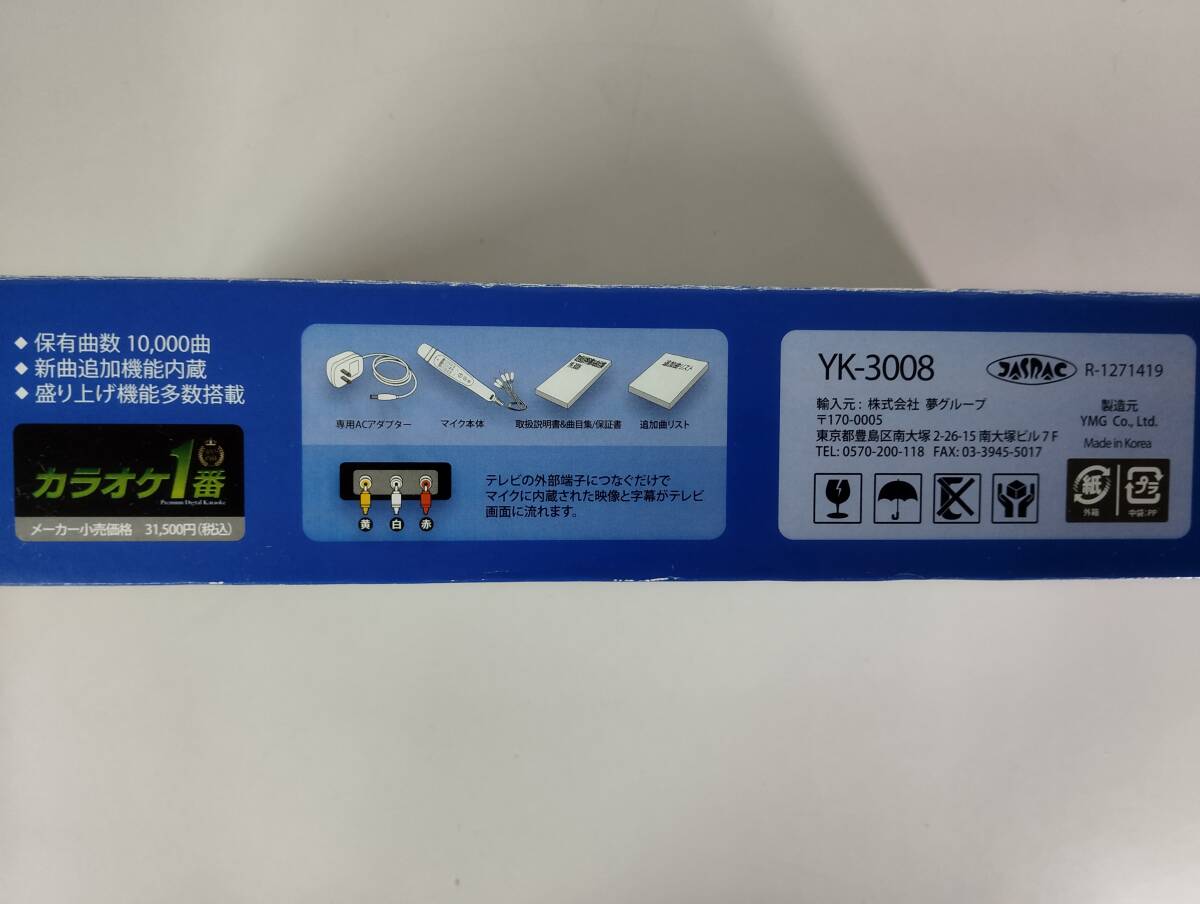 ◆ 保有曲数 10,000曲
◆ 新曲追加機能内蔵
◆ 盛り上げ機能多数搭載
カラオケ1番
Premium Digital Karaoke
メーカー小売価格 31,500円(税込)
追加曲リスト
専用ACアダプター
マイク本体
取扱説明書&曲目集/保証書
追加曲リスト
黄 白 赤
テレビの外部端子につなぐだけで
マイクに内蔵された映像と字幕がテレビ
画面に流れます。
YK-3008
JASRAC R-1271419
輸入元: 株式会社 夢グループ
〒170-0005
東京都豊島区南大塚 2-26-15 南大塚ビル7F
TEL: 0570-200-118 FAX: 03-3945-5017
製造元
YMG Co., Ltd.
Made in Korea
紙
外箱
プラ
中袋:PP